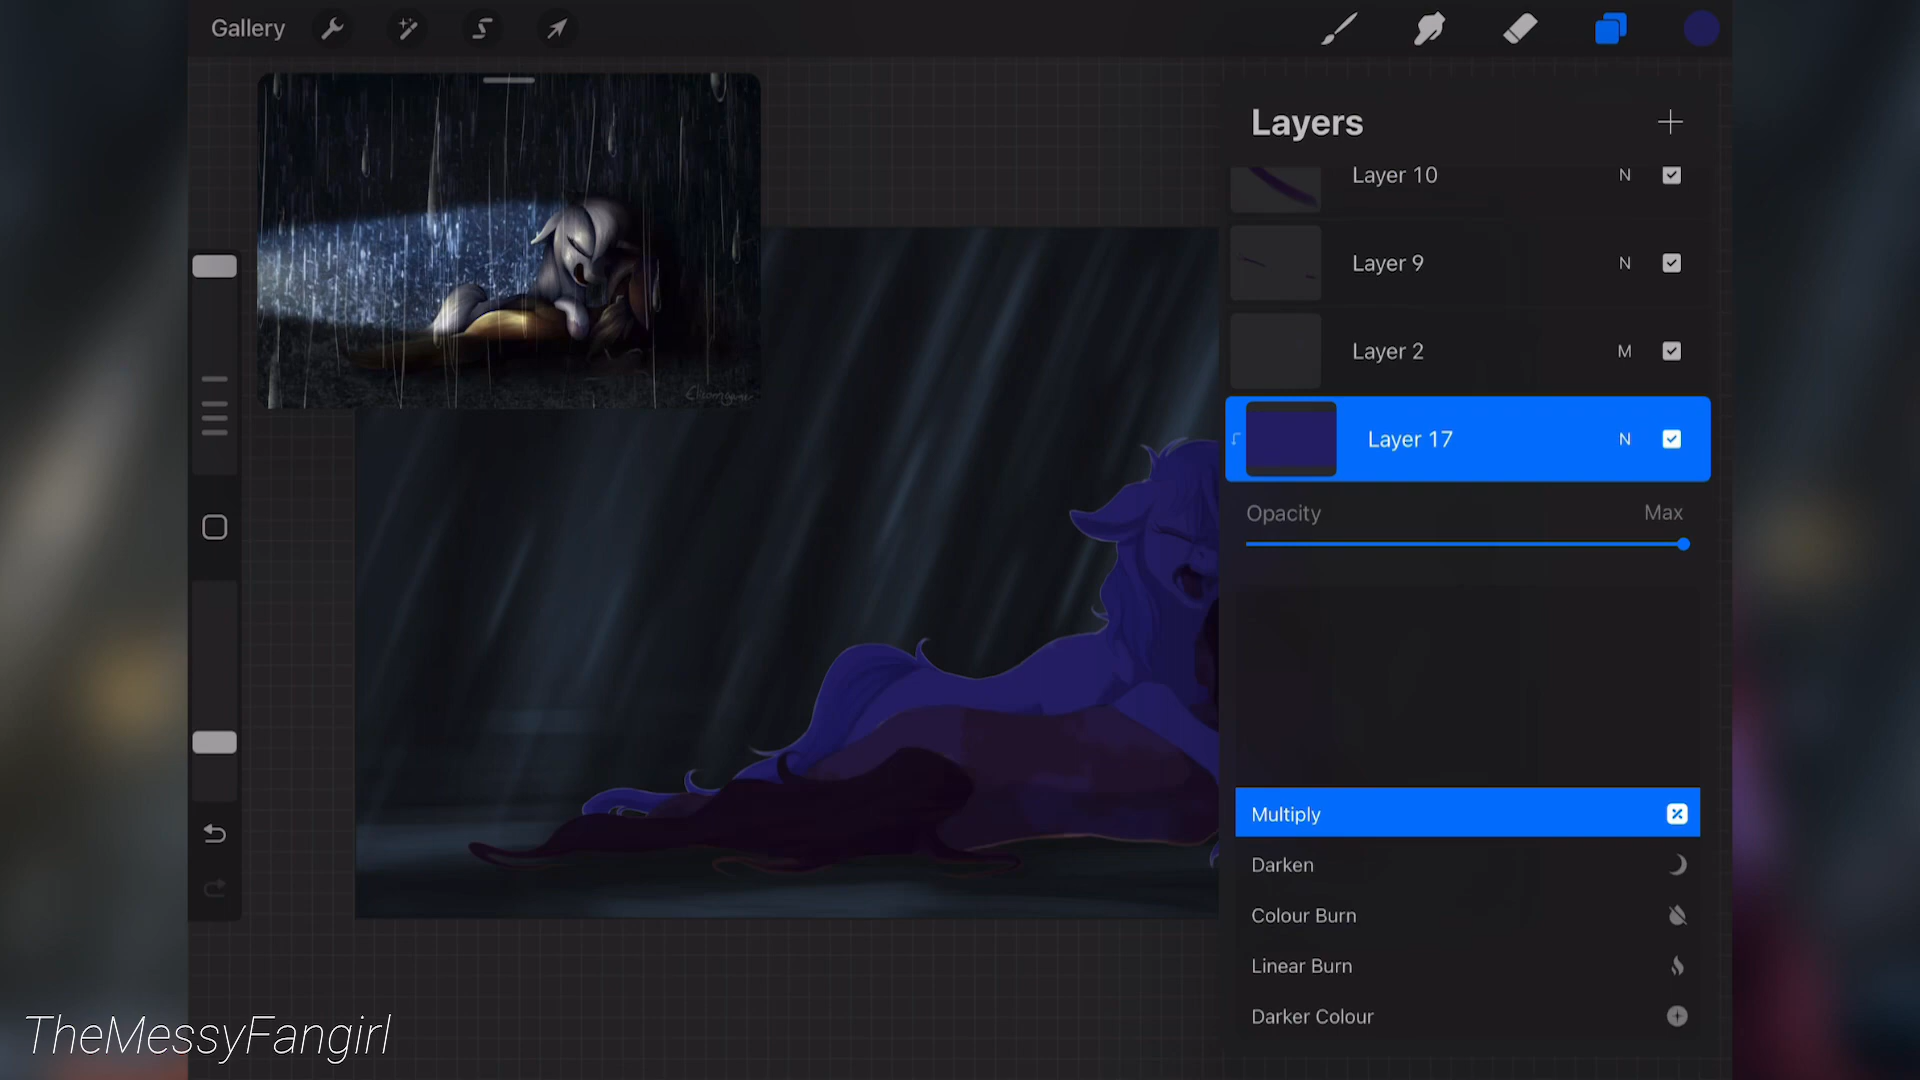 Gallery
Layers
Layer 10 N
Layer 9 N
Layer 2 M
Layer 17 N
Opacity Max
Multiply
Darken
Colour Burn
Linear Burn
Darker Colour
TheMessyFangirl